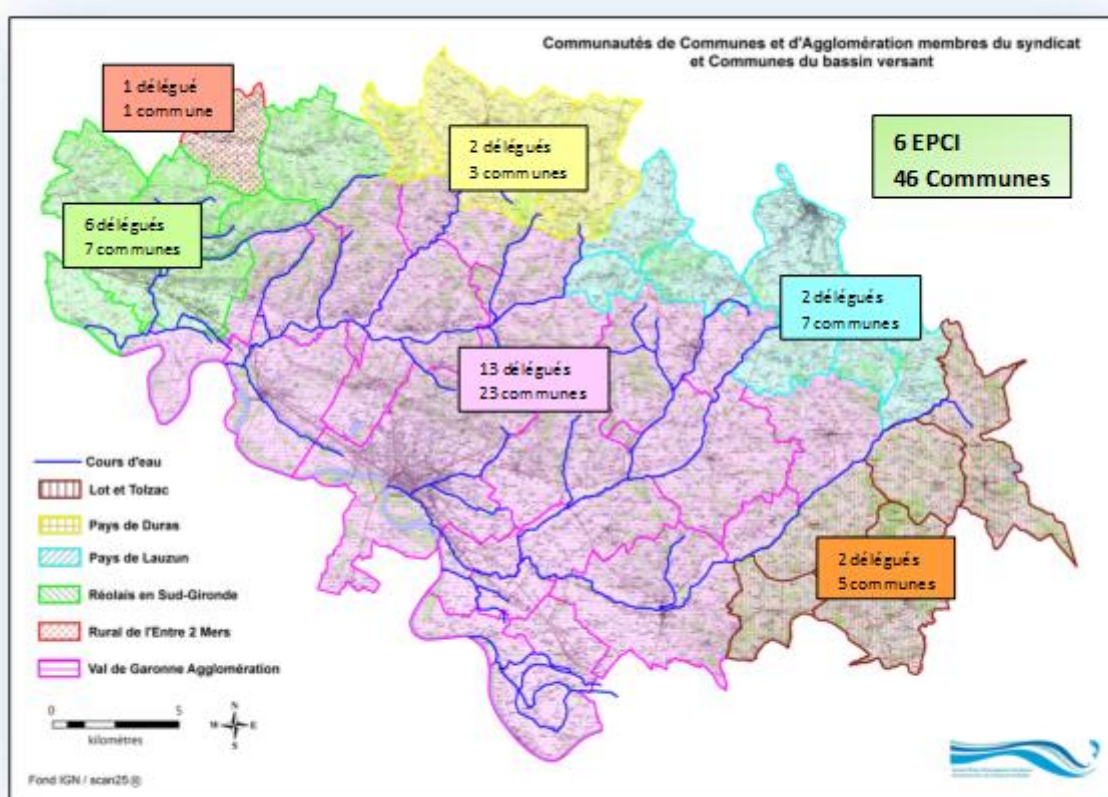 Communautés de Communes et d'Agglomération membres du syndicat
et Communes du bassin versant
1 délégué
1 commune
2 délégués
3 communes
6 EPCI
46 Communes
6 délégués
7 communes
2 délégués
7 communes
13 délégués
23 communes
2 délégués
5 communes
Cours d'eau
Lot et Tolzac
Pays de Duras
Pays de Lauzun
Réolais en Sud-Gironde
Rural de l'Entre 2 Mers
Val de Garonne Agglomération
0 5
kilomètres
N
W E
S
Fond IGN / scan25®